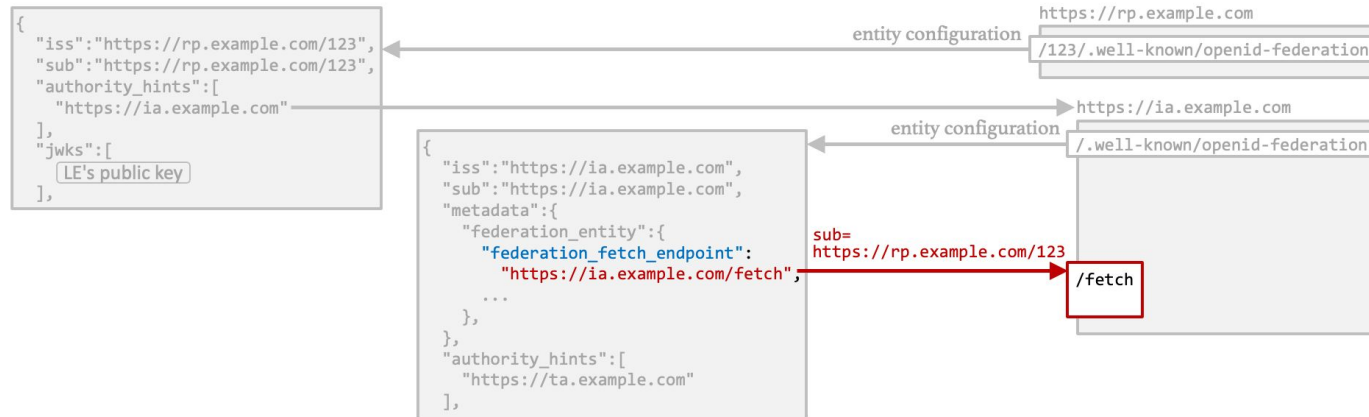 {
"iss":"https://rp.example.com/123",
"sub":"https://rp.example.com/123",
"authority_hints":[
"https://ia.example.com"
],
"jwks":[
LE's public key
],
entity configuration
https://rp.example.com
/123/.well-known/openid-federation
https://ia.example.com
entity configuration
/.well-known/openid-federation
{
"iss":"https://ia.example.com",
"sub":"https://ia.example.com",
"metadata":{
"federation_entity":{
"federation_fetch_endpoint":
"https://ia.example.com/fetch",
...
},
},
"authority_hints":[
"https://ta.example.com"
],
sub=
https://rp.example.com/123
/fetch